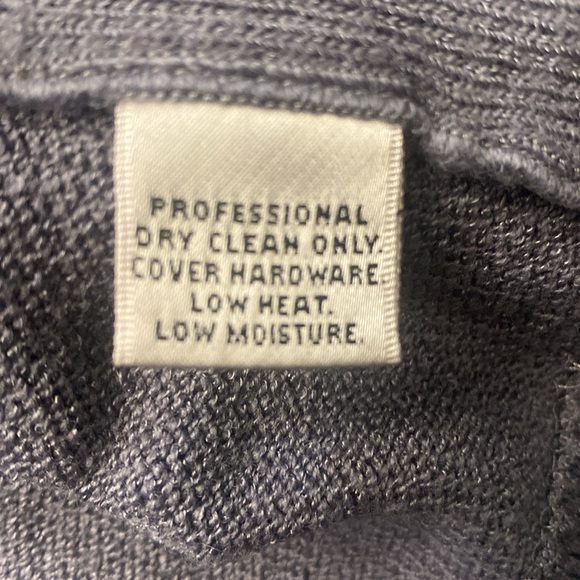 PROFESSIONAL
DRY CLEAN ONLY.
COVER HARDWARE.
LOW HEAT.
LOW MOISTURE.